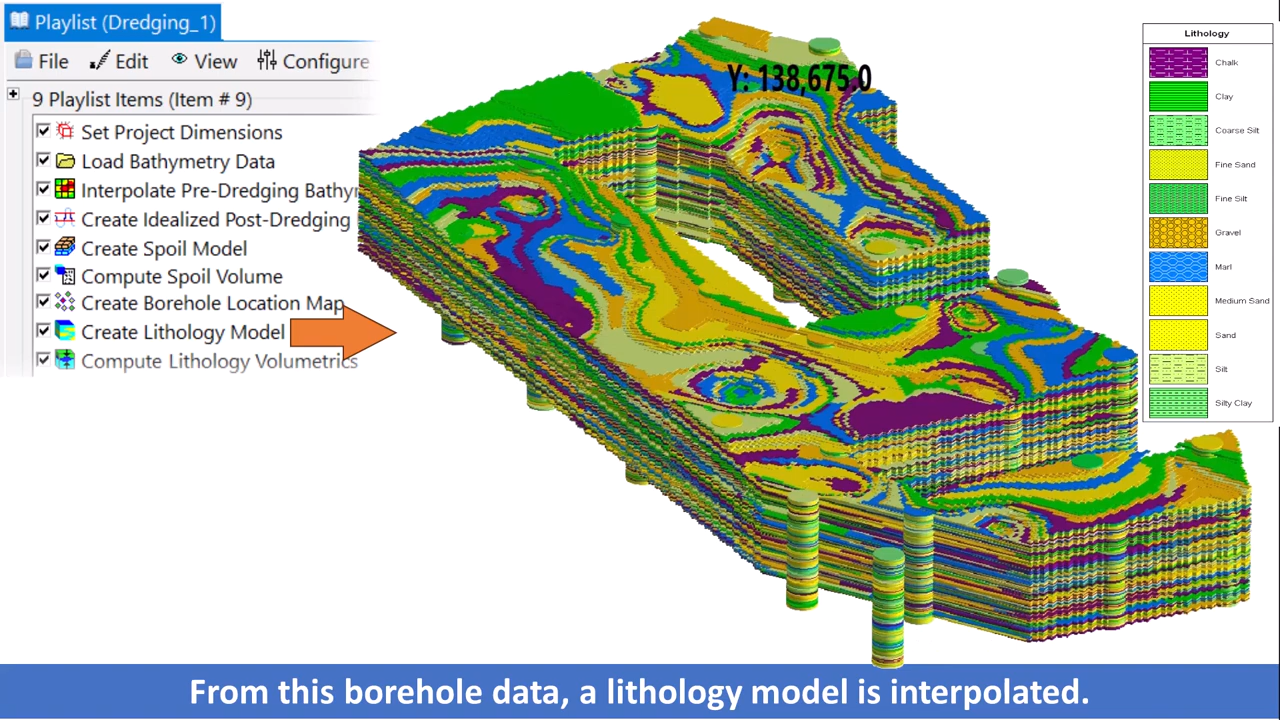 Playlist (Dredging_1)
File Edit View Configure
9 Playlist Items (Item # 9)
Set Project Dimensions
Load Bathymetry Data
Interpolate Pre-Dredging Bathy
Create Idealized Post-Dredging
Create Spoil Model
Compute Spoil Volume
Create Borehole Location Map
Create Lithology Model
Compute Lithology Volumetrics
Y: 138,675.0
Lithology
Chalk
Clay
Coarse Silt
Fine Sand
Fine Silt
Gravel
Marl
Medium Sand
Sand
Silt
Silty Clay
From this borehole data, a lithology model is interpolated.